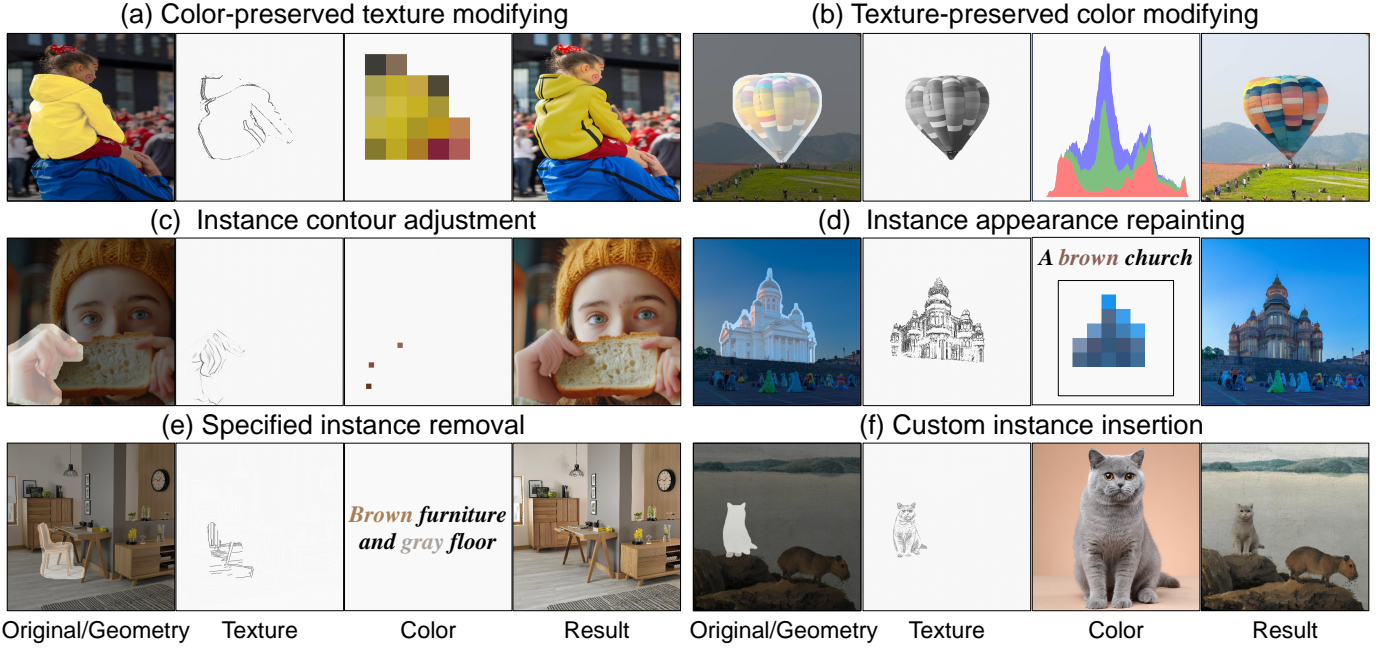 (a) Color-preserved texture modifying
(b) Texture-preserved color modifying
(c) Instance contour adjustment
(d) Instance appearance repainting
A brown church
(e) Specified instance removal
(f) Custom instance insertion
Brown furniture
and gray floor
Original/Geometry
Texture
Color
Result
Original/Geometry
Texture
Color
Result